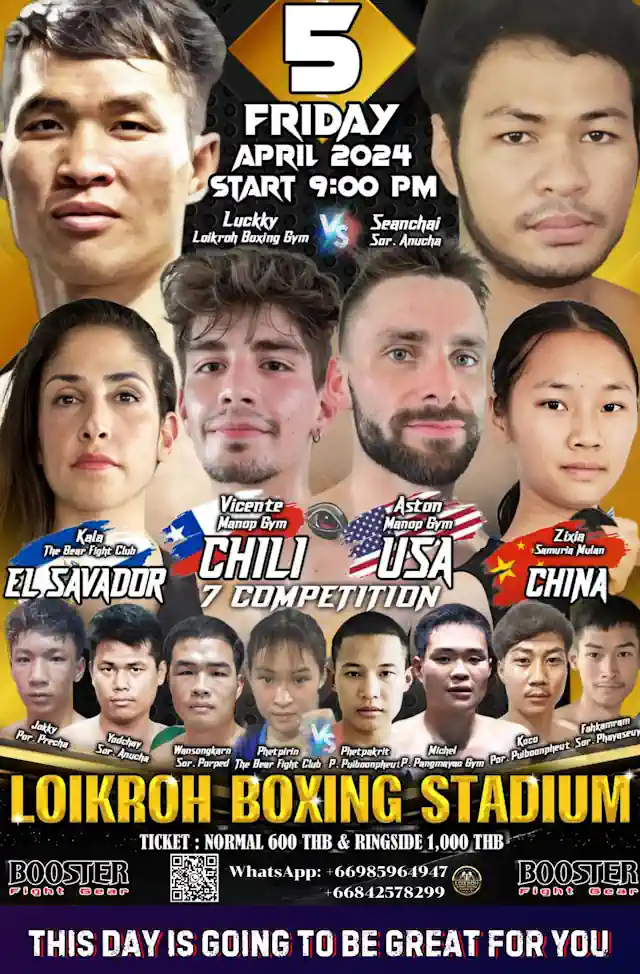 5
FRIDAY
APRIL 2024
START 9:00 PM
Luckky
Loikroh Boxing Gym
VS
Seanchai
Sor. Anucha
Kala
The Bear Fight Club
EL SAVADOR
Vicente
Manop Gym
CHILI
Aston
Manop Gym
USA
Zixia
Samuria Mulan
CHINA
7 COMPETITION
Jokky
Por. Precha
Yodchay
Sor. Anucha
Wansongkarn
Sor. Parped
Phetpirin
The Bear Fight Club
VS
Phetpakrit
P. Puiboonpheut
Michel
P. Pangmayao Gym
Koco
Por. Puiboonpheut
Fahkamram
Sor. Phayaseuy
LOIKROH BOXING STADIUM
TICKET : NORMAL 600 THB & RINGSIDE 1,000 THB
BOOSTER
Fight Gear
WhatsApp: +66985964947
+66842578299
BOOSTER
Fight Gear
THIS DAY IS GOING TO BE GREAT FOR YOU